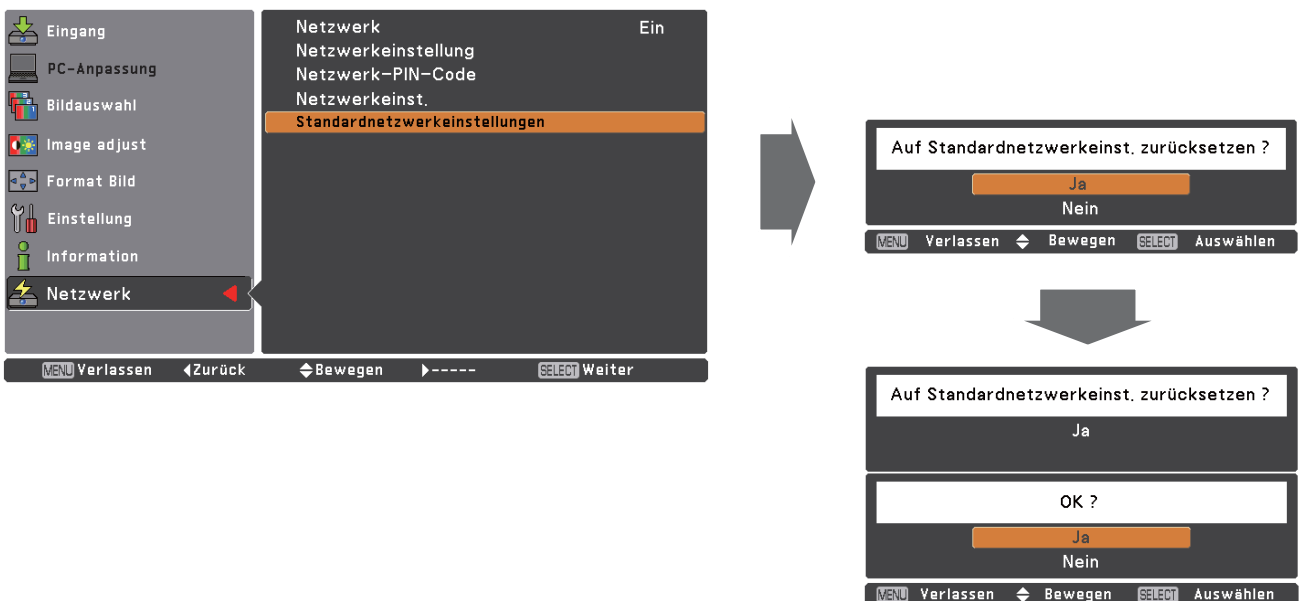 Eingang
PC-Anpassung
Bildauswahl
Image adjust
Format Bild
Einstellung
Information
Netzwerk
Netzwerk Ein
Netzwerkeinstellung
Netzwerk-PIN-Code
Netzwerkeinst.
Standardnetzwerkeinstellungen
MENU Verlassen Zurück Bewegen ----- SELECT Weiter
Auf Standardnetzwerkeinst. zurücksetzen ?
Ja
Nein
MENU Verlassen Bewegen SELECT Auswählen
Auf Standardnetzwerkeinst. zurücksetzen ?
Ja
OK ?
Ja
Nein
MENU Verlassen Bewegen SELECT Auswählen